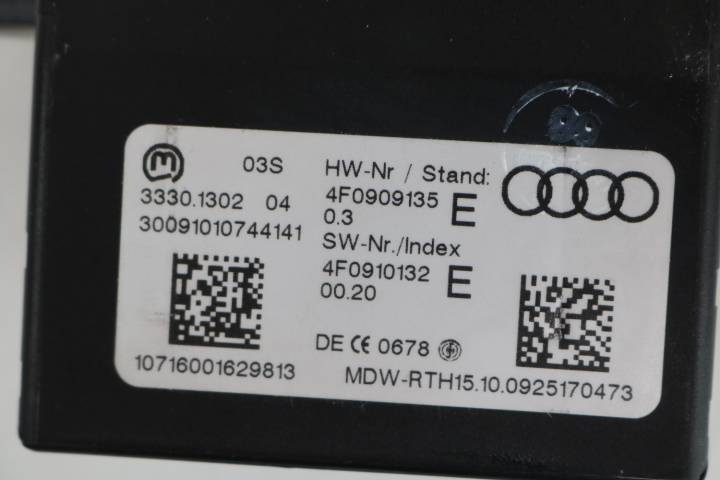 m 03S
3330.1302 04
30091010744141
10716001629813
HW-Nr / Stand:
4F0909135 E
0.3
SW-Nr./Index
4F0910132 E
00.20
DE CE 0678
MDW-RTH15.10.0925170473